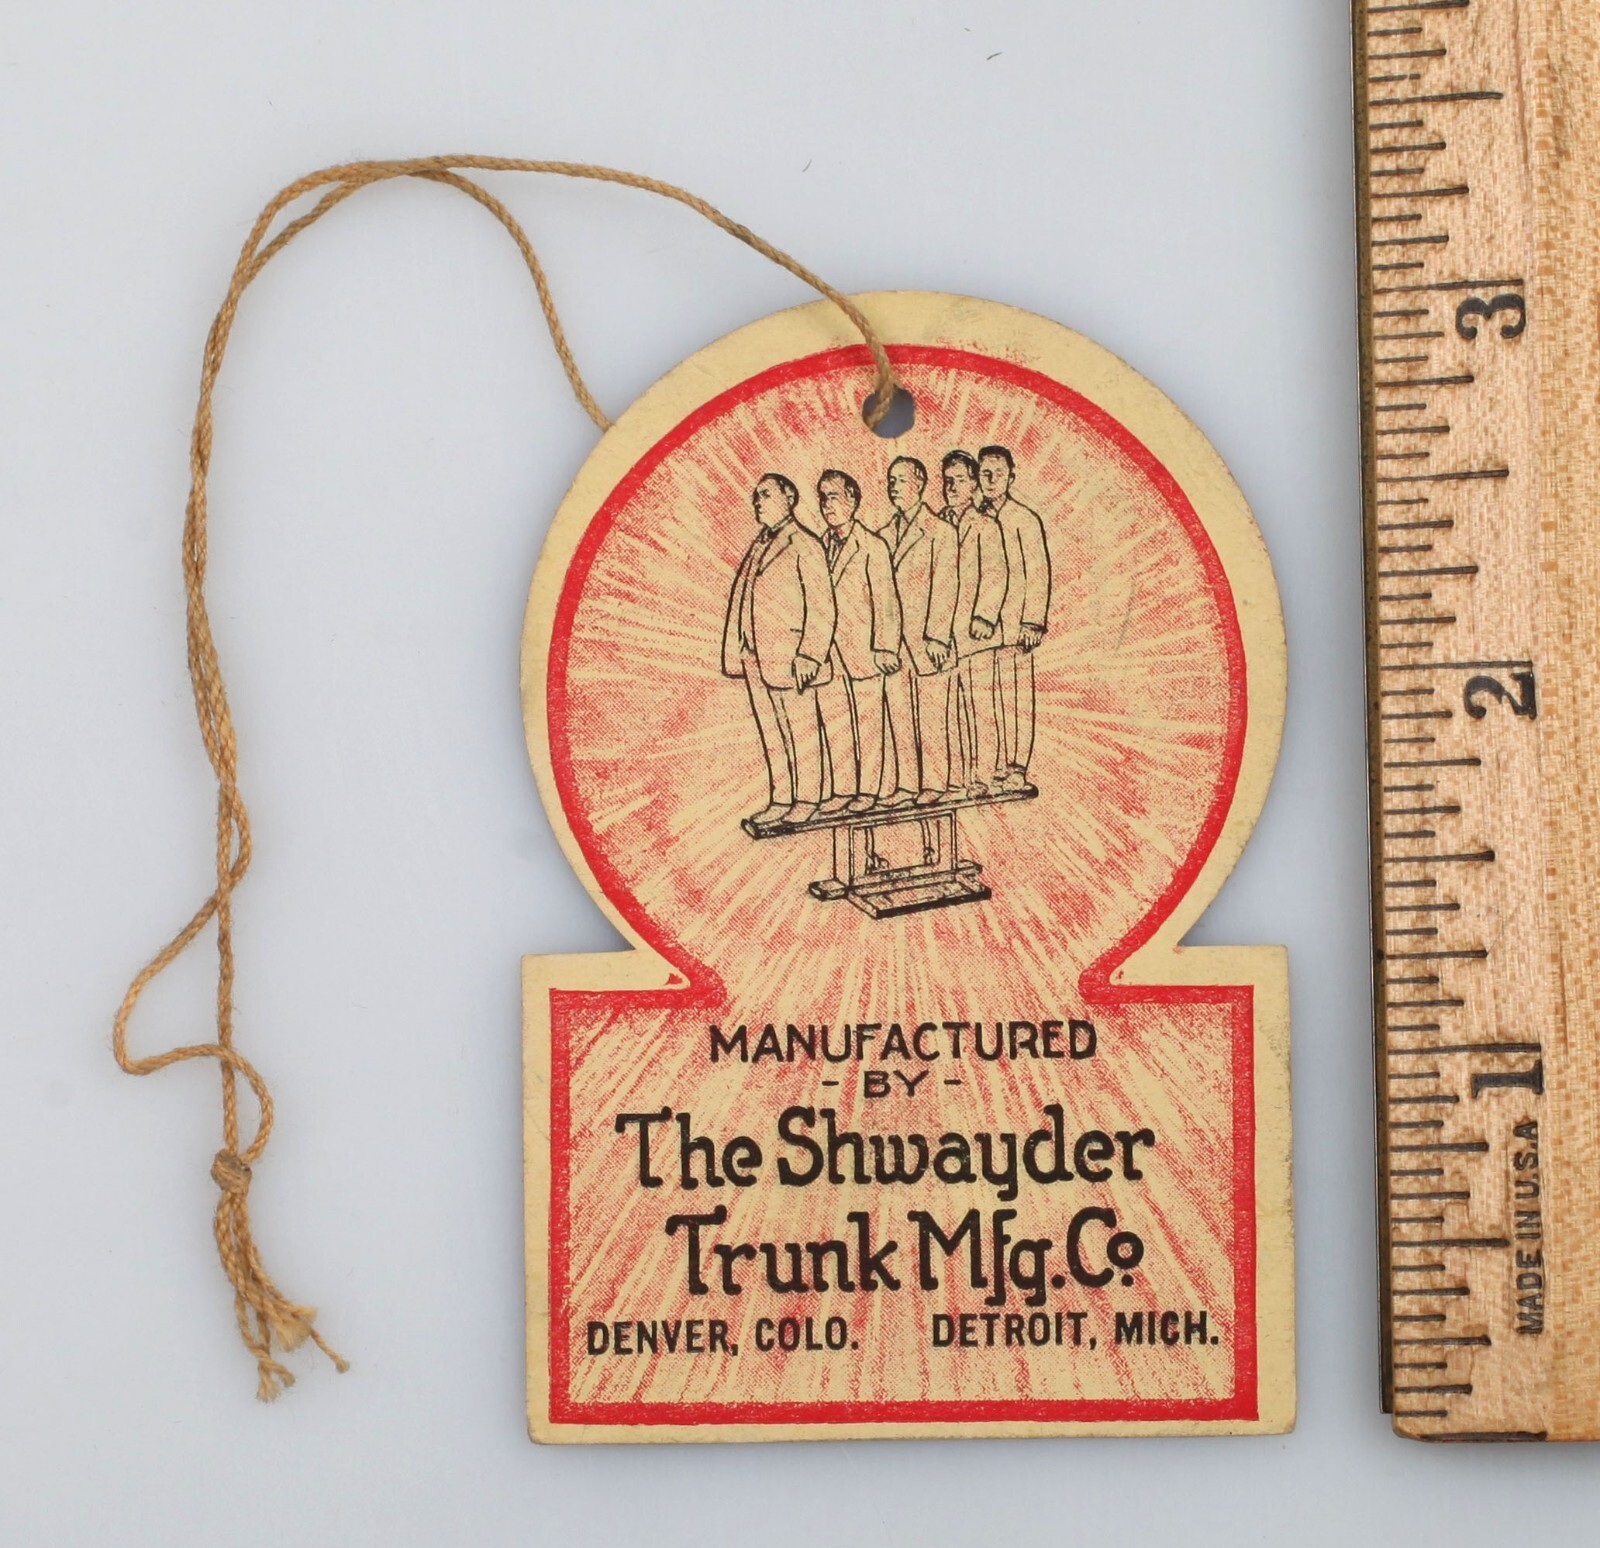 MANUFACTURED
- BY -
The Shwayder
Trunk Mfg. Co.
DENVER, COLO. DETROIT, MICH.
3
2
1
MADE IN U.S.A